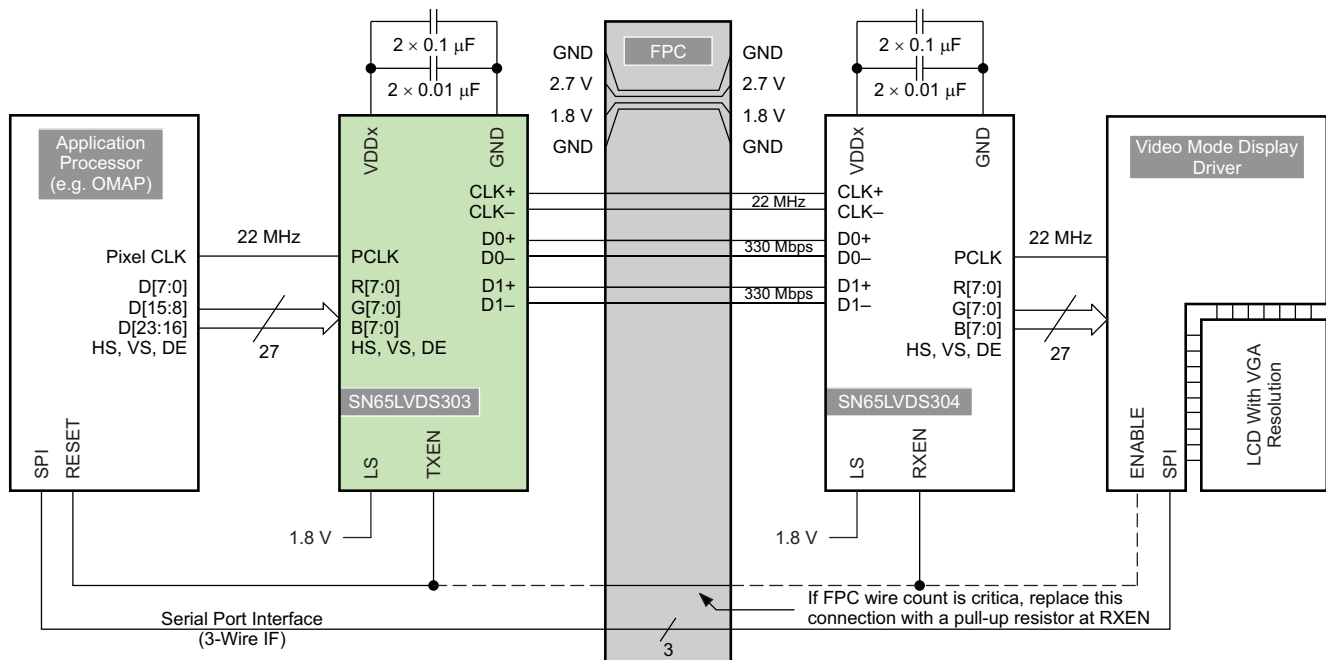 2 × 0.1 µF
2 × 0.01 µF
VDDx
GND
GND
2.7 V
1.8 V
GND
FPC
GND
2.7 V
1.8 V
GND
2 × 0.1 µF
2 × 0.01 µF
VDDx
GND
Application
Processor
(e.g. OMAP)
Pixel CLK
D[7:0]
D[15:8]
D[23:16]
HS, VS, DE
SPI
RESET
22 MHz
27
PCLK
R[7:0]
G[7:0]
B[7:0]
HS, VS, DE
CLK+
CLK–
D0+
D0–
D1+
D1–
SN65LVDS303
LS
TXEN
1.8 V
22 MHz
330 Mbps
330 Mbps
CLK+
CLK–
D0+
D0–
D1+
D1–
PCLK
R[7:0]
G[7:0]
B[7:0]
HS, VS, DE
SN65LVDS304
LS
RXEN
1.8 V
22 MHz
27
Video Mode Display
Driver
LCD With VGA
Resolution
ENABLE
SPI
If FPC wire count is critica, replace this
connection with a pull-up resistor at RXEN
Serial Port Interface
(3-Wire IF)
3